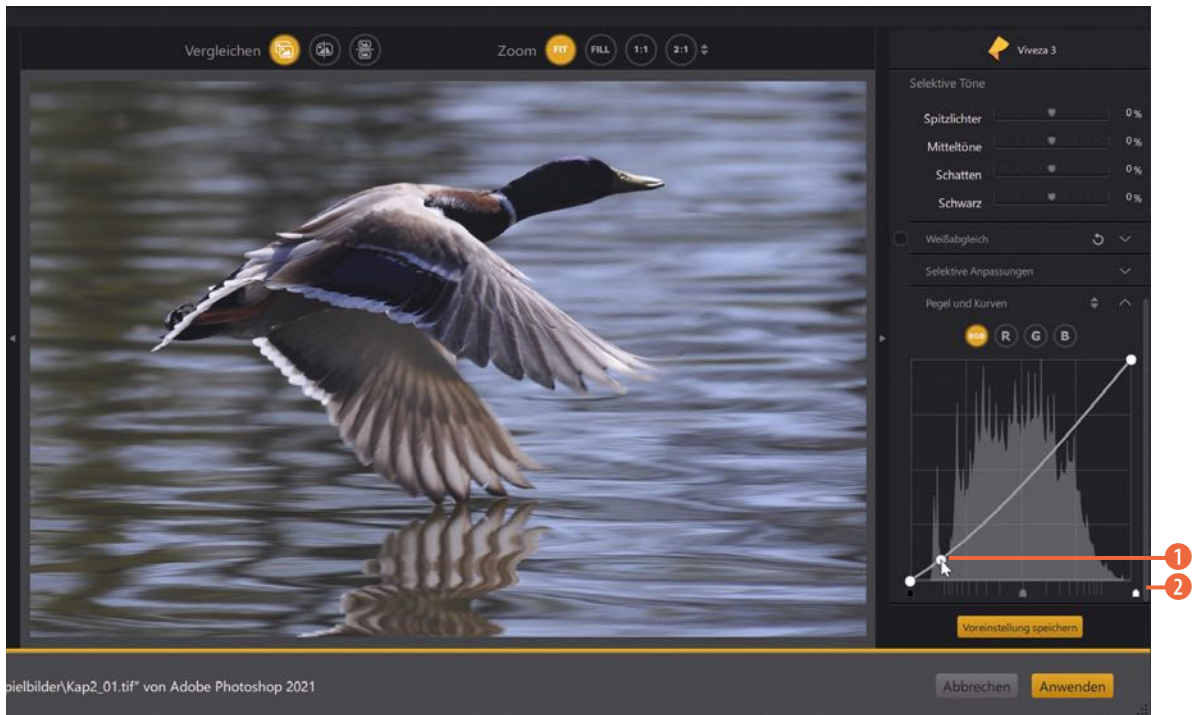 Vergleichen Zoom FIT FILL 1:1 2:1
Viveza 3
Selektive Töne
Spitzlichter 0%
Mitteltöne 0%
Schatten 0%
Schwarz 0%
Weißabgleich
Selektive Anpassungen
Pegel und Kurven
RGB R G B
1
2
Voreinstellung speichern
pielbilder\Kap2_01.tif" von Adobe Photoshop 2021
Abbrechen Anwenden